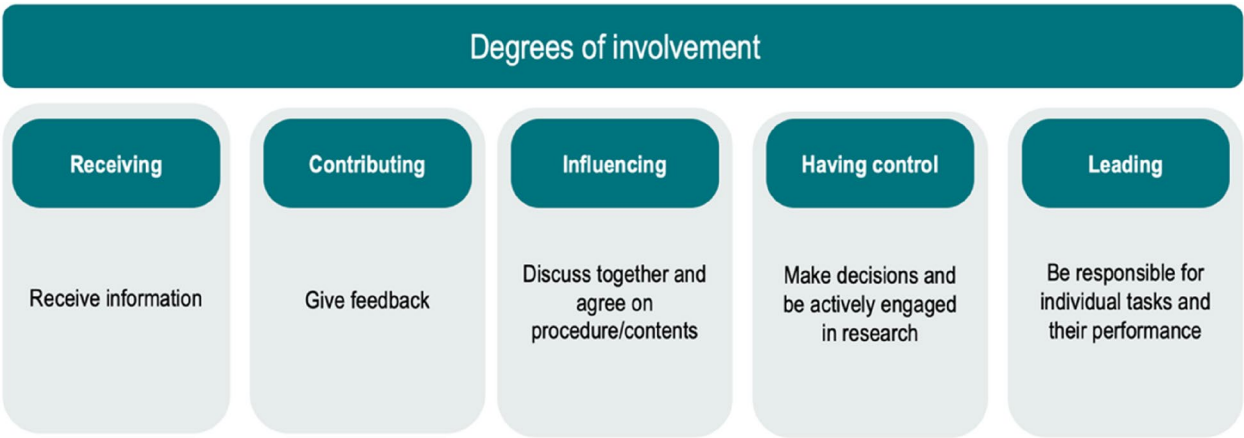 Degrees of involvement
Receiving
Receive information
Contributing
Give feedback
Influencing
Discuss together and
agree on
procedure/contents
Having control
Make decisions and
be actively engaged
in research
Leading
Be responsible for
individual tasks and
their performance